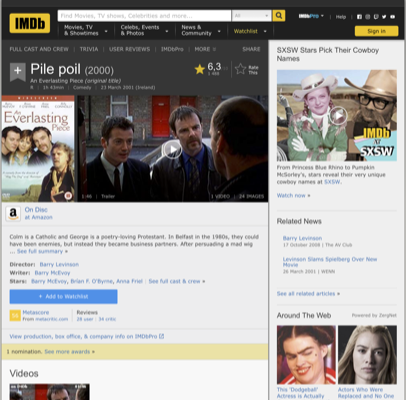 IMDb
Find Movies, TV shows, Celebrities and more...
All
IMDbPro
Help
Movies, TV & Showtimes
Celebs, Events & Photos
News & Community
Watchlist
Sign in
FULL CAST AND CREW | TRIVIA | USER REVIEWS | IMDbPro | MORE
SHARE
Pile poil (2000)
An Everlasting Piece (original title)
R | 1h 43min | Comedy | 23 March 2001 (Ireland)
6,3
Rate This
An Everlasting Piece
1:46 | Trailer
1 VIDEO | 34 IMAGES
On Disc
at Amazon
Colm is a Catholic and George is a poetry-loving Protestant. In Belfast in the 1980s, they could
have been enemies, but instead they became business partners. After persuading a mad wig
... See full summary »
Director: Barry Levinson
Writer: Barry McEvoy
Stars: Barry McEvoy, Brian F. O'Byrne, Anna Friel | See full cast & crew »
+ Add to Watchlist
Metascore
From metacritic.com
Reviews
26 user | 34 critic
View production, box office, & company info on IMDbPro
1 nomination. See more awards »
Videos
SXSW Stars Pick Their Cowboy
Names
IMDb
AT
SXSW
From Princess Blue Rhino to Pumpkin
McSorley's, stars reveal their very unique
cowboy names at SXSW.
Watch now »
Related News
Barry Levinson
17 October 2008 | The AV Club
Levinson Slams Spielberg Over New
Movie
26 March 2001 | WENN
See all related articles »
Around The Web
Powered by ZergNet
This 'Dodgeball'
Actress is Actually
Actors Who Were
Replaced and No One